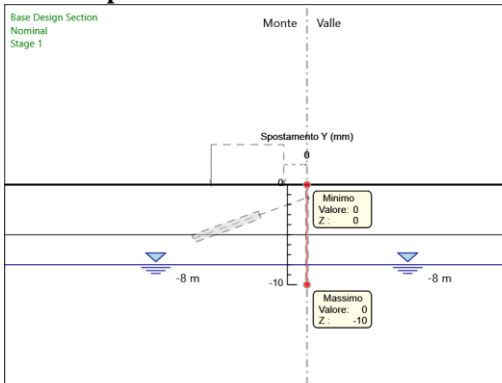 Base Design Section
Nominal
Stage 1
Monte
Valle
Spostamento Y (mm)
0
0
Minimo
Valore: 0
Z : 0
-8 m
-8 m
-10
Massimo
Valore: 0
Z : -10